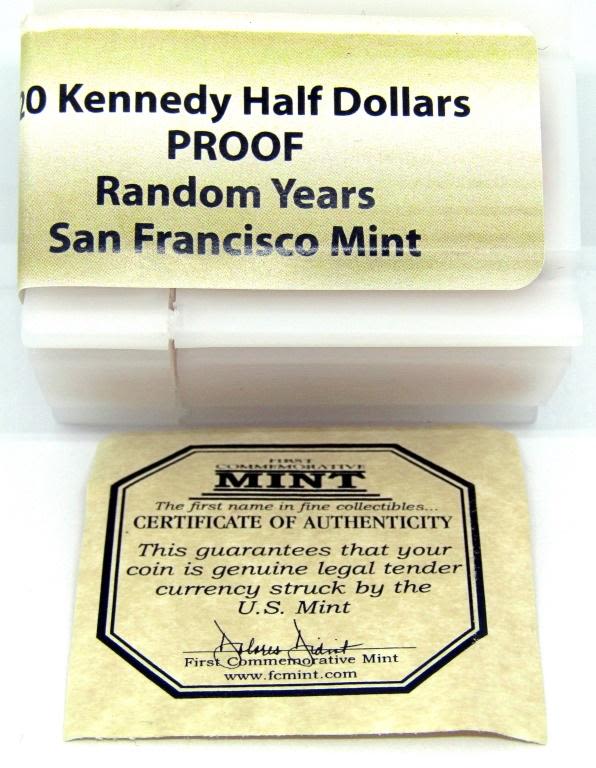 20 Kennedy Half Dollars
PROOF
Random Years
San Francisco Mint
FIRST
COMMEMORATIVE
MINT
The first name in fine collectibles...
CERTIFICATE OF AUTHENTICITY
This guarantees that your
coin is genuine legal tender
currency struck by the
U.S. Mint
Dolores
First Commemorative Mint
www.fcmint.com